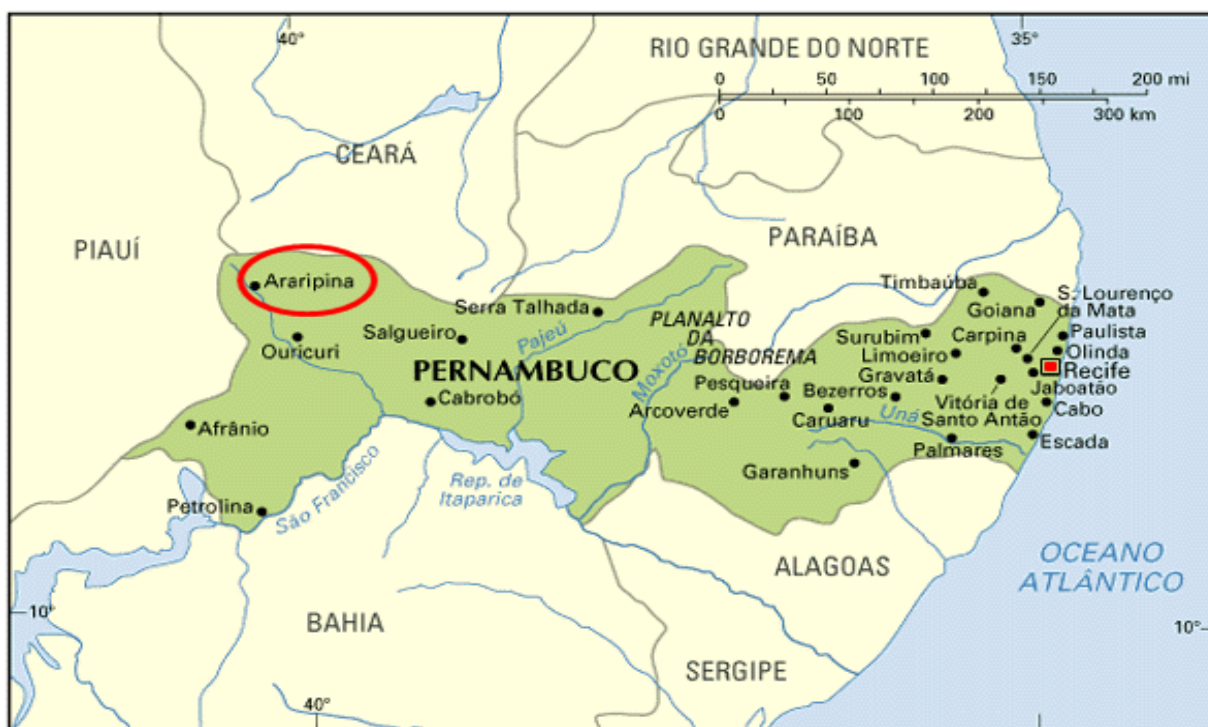 40°
35°
RIO GRANDE DO NORTE
0 50 100 150 200 mi
0 100 200 300 km
CEARÁ
PIAUÍ
PARAÍBA
Araripina
Timbaúba
S. Lourenço
da Mata
Goiana
Serra Talhada
Pajeú
PLANALTO
DA
BORBOREMA
Salgueiro
Surubim
Carpina
Paulista
Ouricuri
Moxotó
Limoeiro
Olinda
PERNAMBUCO
Gravatá
Recife
Pesqueira
Bezerros
Jaboatão
Cabrobó
Arcoverde
Caruaru
Uná
Vitória de
Santo Antão
Cabo
Afrânio
Palmares
Escada
Garanhuns
Rep. de
Itaparica
São Francisco
Petrolina
ALAGOAS
OCEANO
ATLÂNTICO
10°
BAHIA
10°
SERGIPE
40°